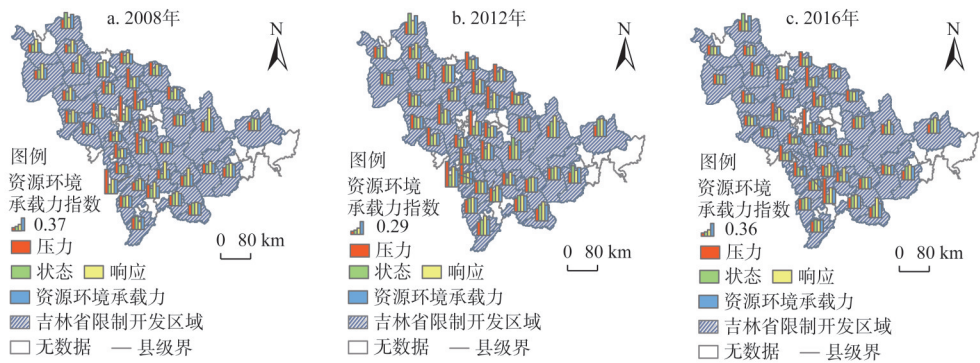 a. 2008年
N
图例
资源环境
承载力指数
0.37
压力
状态 响应
资源环境承载力
吉林省限制开发区域
无数据 县级界
0 80 km
b. 2012年
N
图例
资源环境
承载力指数
0.29
压力
状态 响应
资源环境承载力
吉林省限制开发区域
无数据 县级界
0 80 km
c. 2016年
N
图例
资源环境
承载力指数
0.36
压力
状态 响应
资源环境承载力
吉林省限制开发区域
无数据 县级界
0 80 km